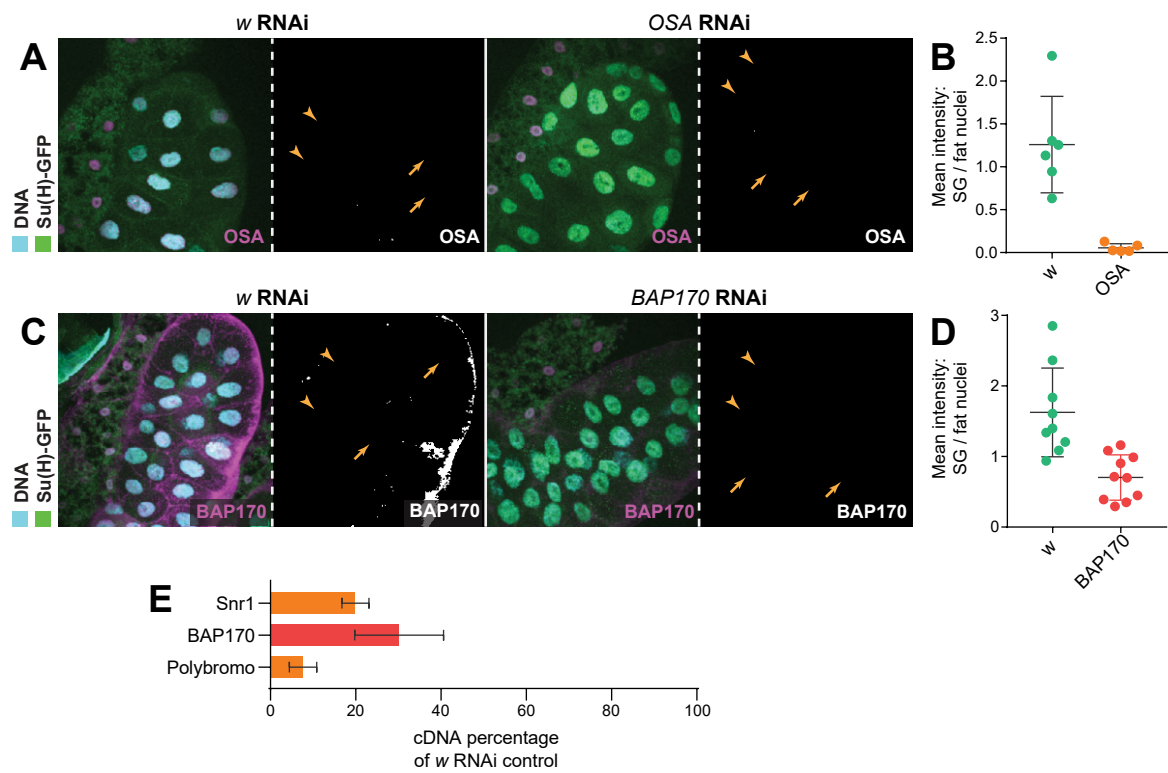 w RNAi
OSA RNAi
A
DNA
Su(H)-GFP
OSA
OSA
OSA
OSA
B
Mean intensity:
SG / fat nuclei
2.5
2.0
1.5
1.0
0.5
0.0
w
OSA
w RNAi
BAP170 RNAi
C
DNA
Su(H)-GFP
BAP170
BAP170
BAP170
BAP170
D
Mean intensity:
SG / fat nuclei
3
2
1
0
w
BAP170
E
Snr1
BAP170
Polybromo
0 20 40 60 80 100
cDNA percentage
of w RNAi control